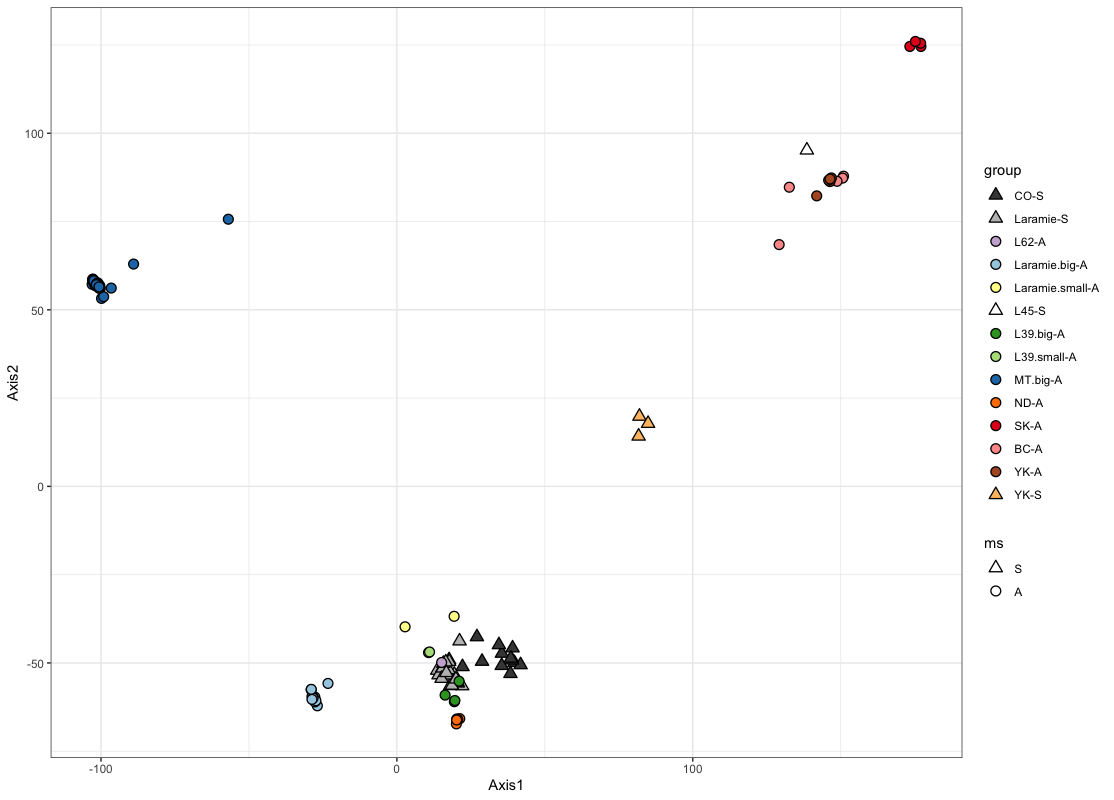 100
50
0
-50
-100
0
100
Axis1
Axis2
group
CO-S
Laramie-S
L62-A
Laramie.big-A
Laramie.small-A
L45-S
L39.big-A
L39.small-A
MT.big-A
ND-A
SK-A
BC-A
YK-A
YK-S
ms
S
A